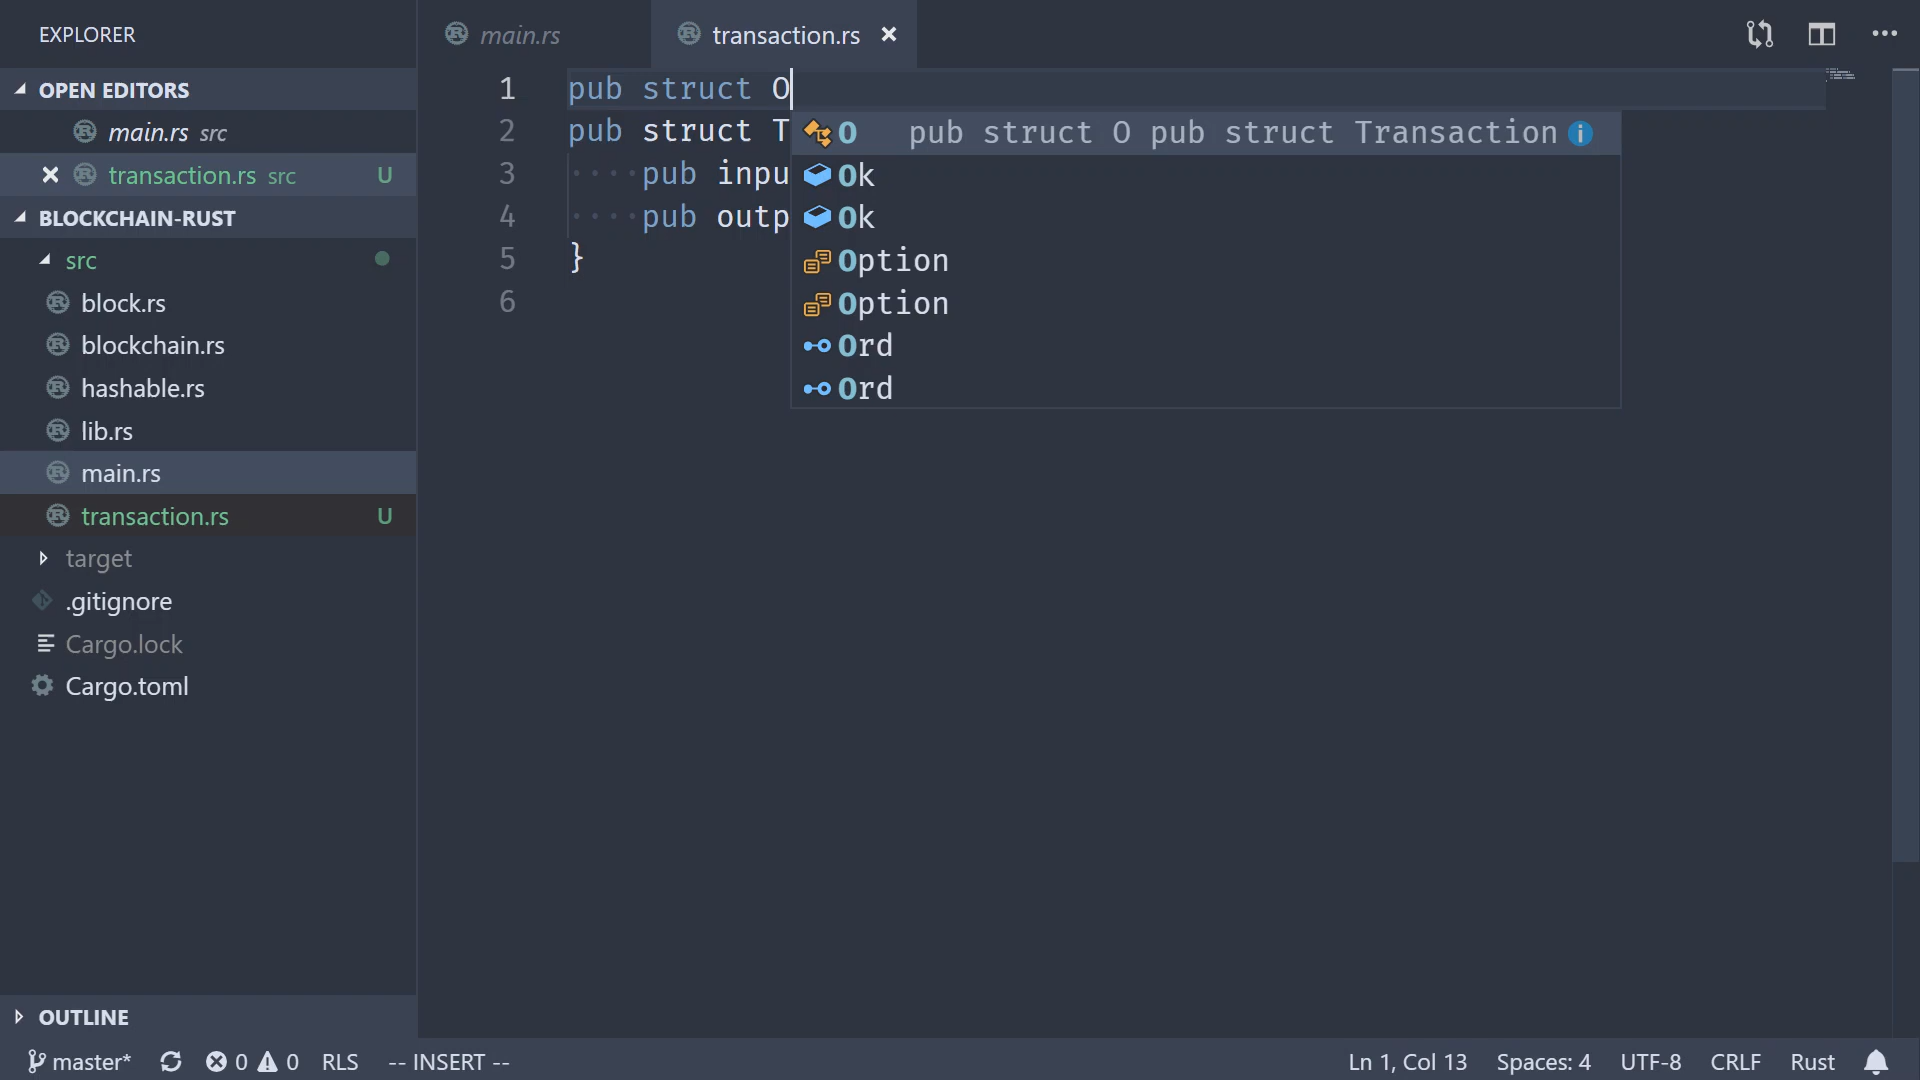 EXPLORER
OPEN EDITORS
main.rs src
transaction.rs src U
BLOCKCHAIN-RUST
src
block.rs
blockchain.rs
hashable.rs
lib.rs
main.rs
transaction.rs U
target
.gitignore
Cargo.lock
Cargo.toml
OUTLINE
main.rs
transaction.rs
1 pub struct O
2 pub struct T
3 ····pub inpu
4 ····pub outp
5 }
6
O pub struct O pub struct Transaction
Ok
Ok
Option
Option
Ord
Ord
master* 0 0 RLS -- INSERT -- Ln 1, Col 13 Spaces: 4 UTF-8 CRLF Rust